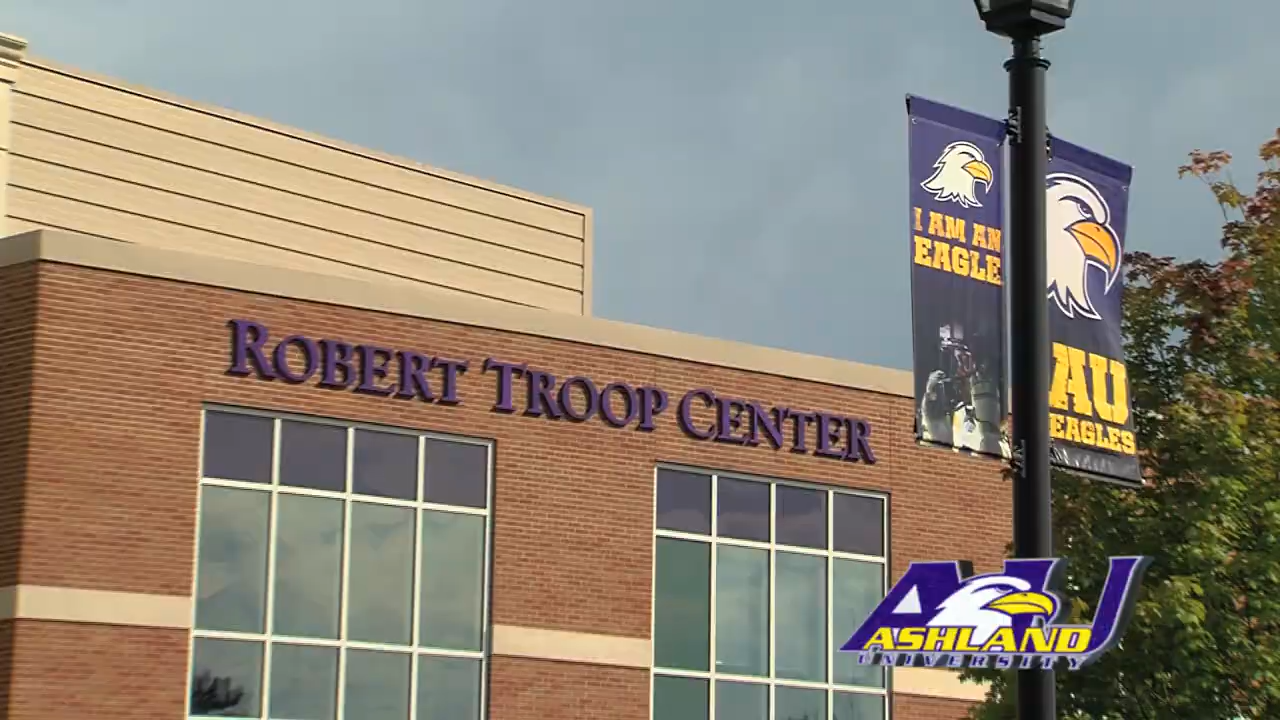 ROBERT TROOP CENTER
I AM AN
EAGLE
AU
EAGLES
AU
ASHLAND
UNIVERSITY